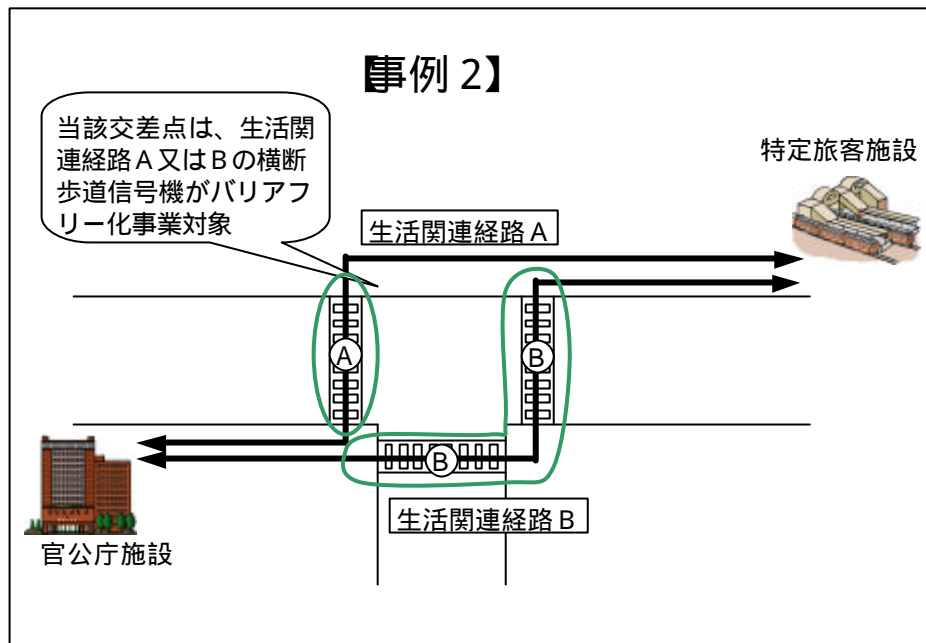 【事例2】
当該交差点は、生活関
連経路A又はBの横断
歩道信号機がバリアフ
リー化事業対象
特定旅客施設
生活関連経路A
A
B
B
生活関連経路B
官公庁施設